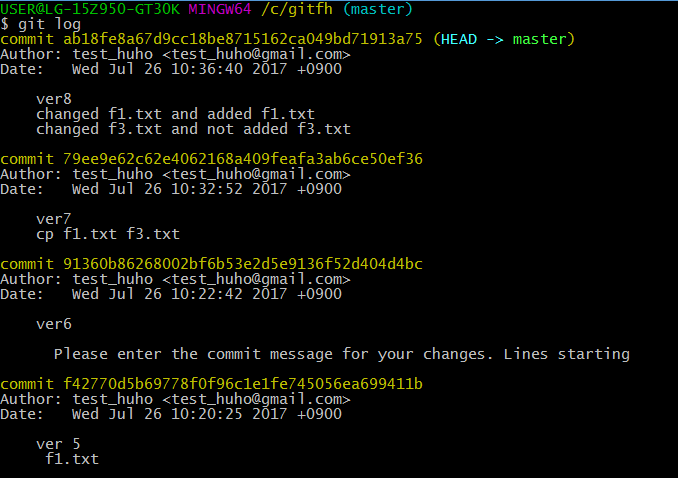 USER@LG-15Z950-GT30K MINGW64 /c/gitfh (master)
$ git log
commit ab18fe8a67d9cc18be8715162ca049bd71913a75 (HEAD -> master)
Author: test_huho <test_huho@gmail.com>
Date:   Wed Jul 26 10:36:40 2017 +0900
ver8
changed f1.txt and added f1.txt
changed f3.txt and not added f3.txt
commit 79ee9e62c62e4062168a409feafa3ab6ce50ef36
Author: test_huho <test_huho@gmail.com>
Date:   Wed Jul 26 10:32:52 2017 +0900
ver7
cp f1.txt f3.txt
commit 91360b86268002bf6b53e2d5e9136f52d404d4bc
Author: test_huho <test_huho@gmail.com>
Date:   Wed Jul 26 10:22:42 2017 +0900
ver6
Please enter the commit message for your changes. Lines starting
commit f42770d5b69778f0f96c1e1fe745056ea699411b
Author: test_huho <test_huho@gmail.com>
Date:   Wed Jul 26 10:20:25 2017 +0900
ver 5
f1.txt